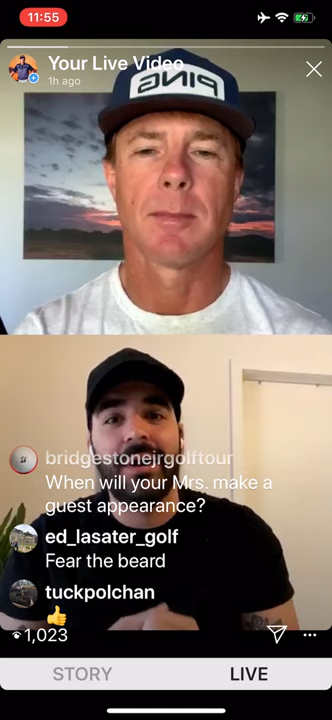 11:55
Your Live Video
1h ago
PING
bridgestonejrgolftour
When will your Mrs. make a
guest appearance?
ed_lasater_golf
Fear the beard
tuckpolchan
👍
1,023
STORY
LIVE